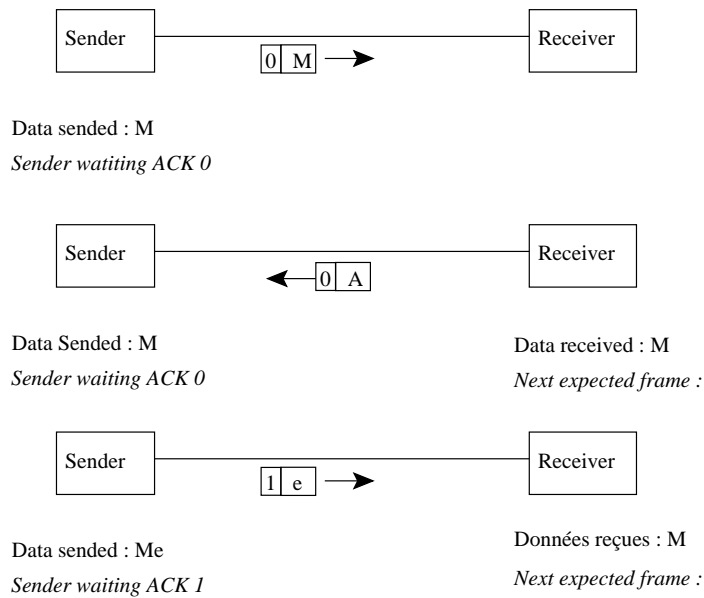 Sender Receiver
0 M
Data sended : M
Sender watiting ACK 0
Sender Receiver
0 A
Data Sended : M Data received : M
Sender waiting ACK 0 Next expected frame :
Sender Receiver
1 e
Data sended : Me Données reçues : M
Sender waiting ACK 1 Next expected frame :